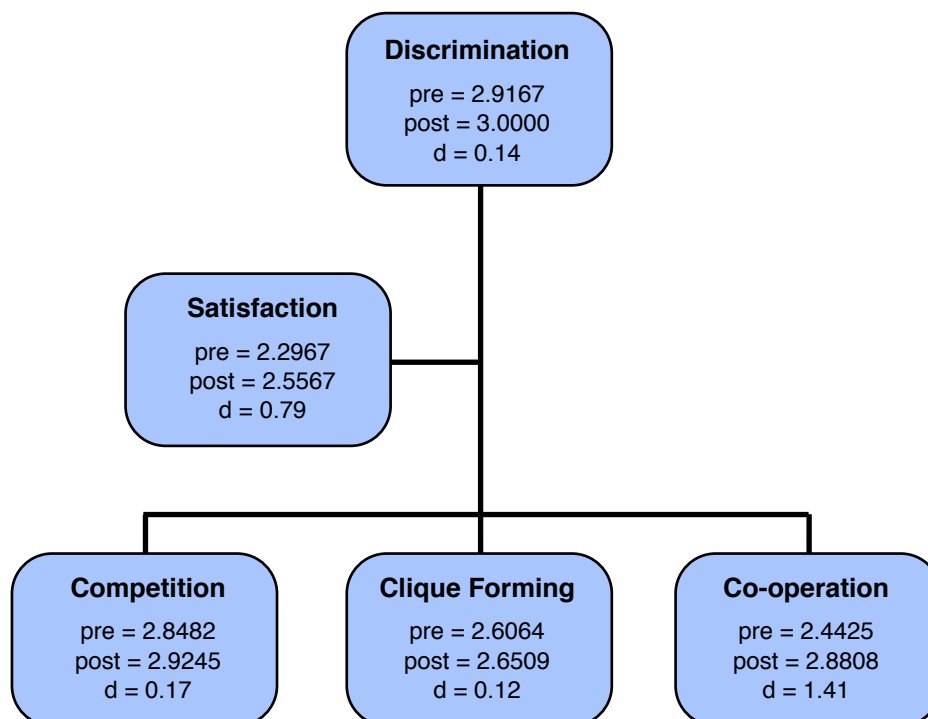 Discrimination
pre = 2.9167
post = 3.0000
d = 0.14
Satisfaction
pre = 2.2967
post = 2.5567
d = 0.79
Competition
pre = 2.8482
post = 2.9245
d = 0.17
Clique Forming
pre = 2.6064
post = 2.6509
d = 0.12
Co-operation
pre = 2.4425
post = 2.8808
d = 1.41